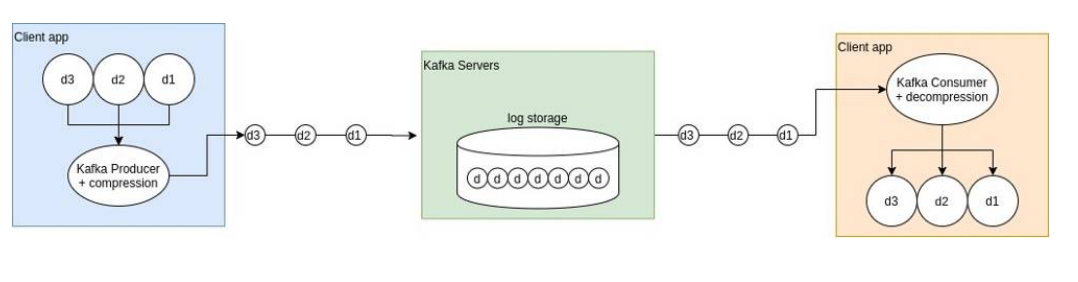 Client app
d3 d2 d1
Kafka Producer
+ compression
d3 d2 d1
Kafka Servers
log storage
d d d d d d d
d3 d2 d1
Client app
Kafka Consumer
+ decompression
d3 d2 d1